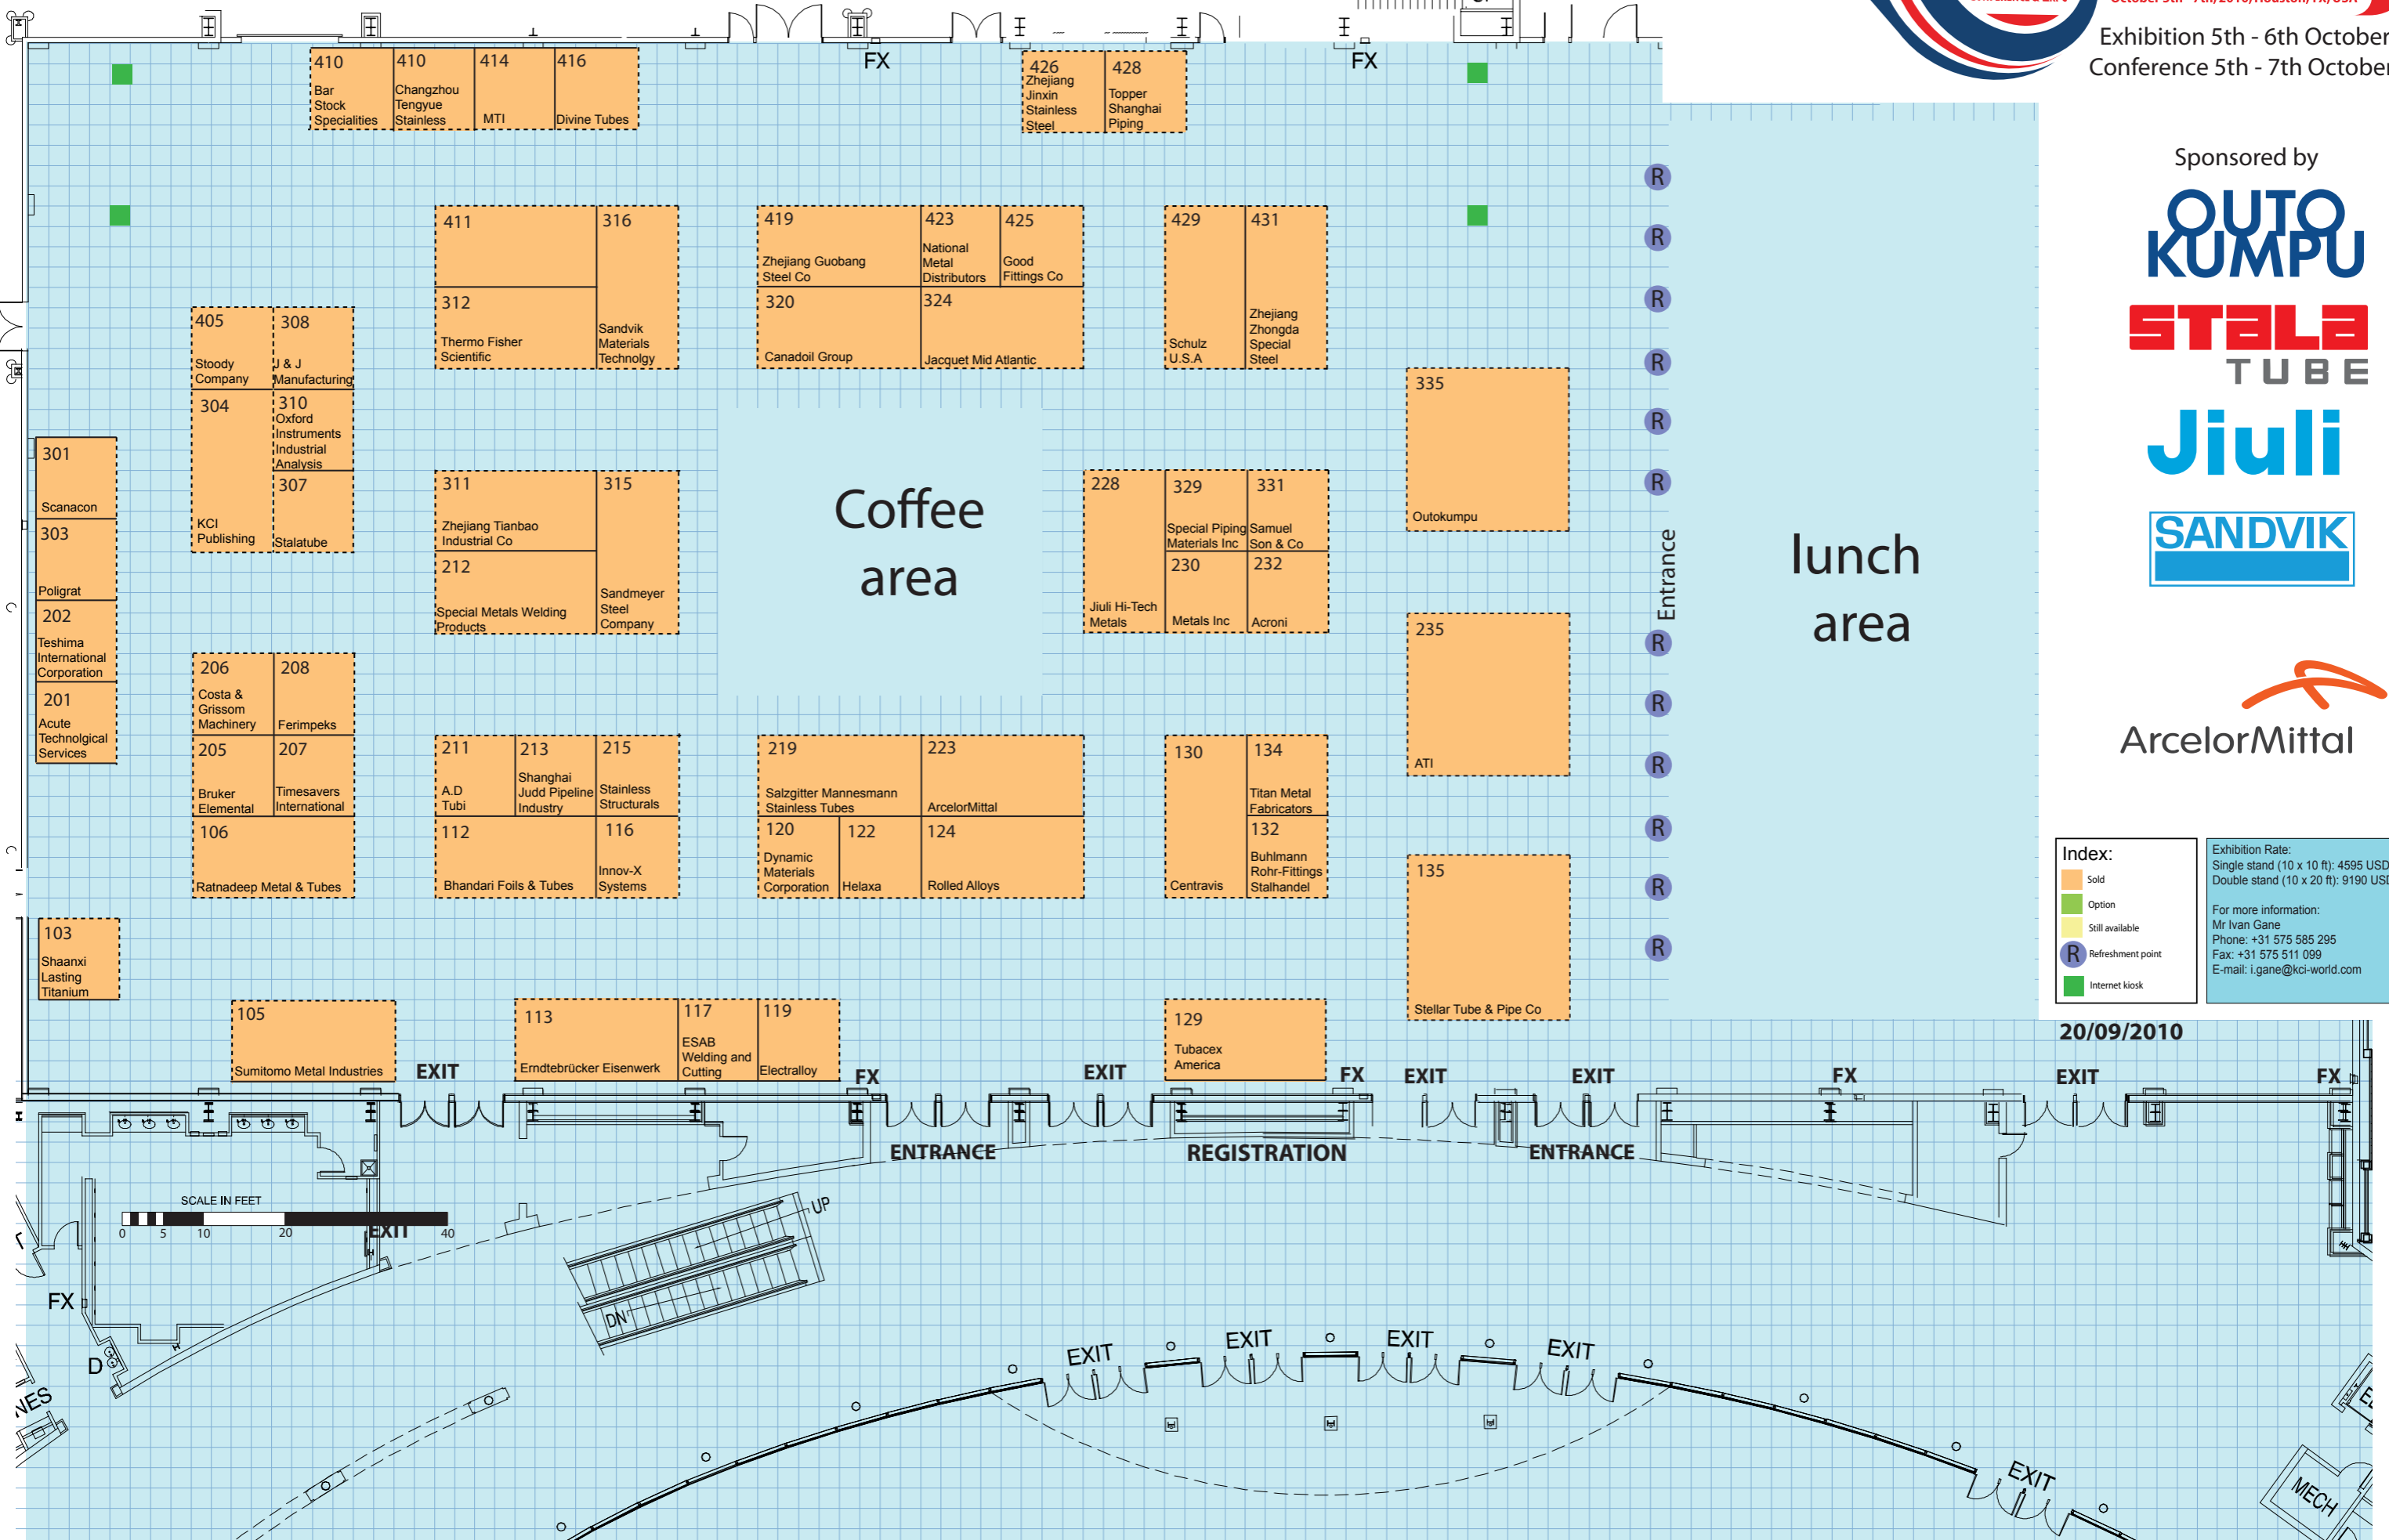 Exhibition 5th - 6th October
Conference 5th - 7th October
Sponsored by
OUTO
KUMPU
STALA
TUBE
Jiuli
SANDVIK
ArcelorMittal
Index:
Sold
Option
Still available
R Refreshment point
Internet kiosk
Exhibition Rate:
Single stand (10 x 10 ft): 4595 USD
Double stand (10 x 20 ft): 9190 USD
For more information:
Mr Ivan Gane
Phone: +31 575 585 295
Fax: +31 575 511 099
E-mail: i.gane@kci-world.com
20/09/2010
FX
FX
410
Bar
Stock
Specialities
410
Changzhou
Tengyue
Stainless
414
MTI
416
Divine Tubes
426
Zhejiang
Jinxin
Stainless
Steel
428
Topper
Shanghai
Piping
411
316
Sandvik
Materials
Technolgy
312
Thermo Fisher
Scientific
419
Zhejiang Guobang
Steel Co
423
National
Metal
Distributors
425
Good
Fittings Co
320
Canadoil Group
324
Jacquet Mid Atlantic
429
Schulz
U.S.A
431
Zhejiang
Zhongda
Special
Steel
405
Stoody
Company
308
J & J
Manufacturing
304
KCI
Publishing
310
Oxford
Instruments
Industrial
Analysis
307
Stalatube
301
Scanacon
303
Poligrat
202
Teshima
International
Corporation
201
Acute
Technolgical
Services
311
Zhejiang Tianbao
Industrial Co
315
Sandmeyer
Steel
Company
212
Special Metals Welding
Products
Coffee
area
228
Jiuli Hi-Tech
Metals
329
Special Piping
Materials Inc
331
Samuel
Son & Co
230
Metals Inc
232
Acroni
335
Outokumpu
235
ATI
135
Stellar Tube & Pipe Co
R
R
R
R
R
R
Entrance
R
R
R
R
R
R
lunch
area
206
Costa &
Grissom
Machinery
208
Ferimpeks
205
Bruker
Elemental
207
Timesavers
International
106
Ratnadeep Metal & Tubes
211
A.D
Tubi
213
Shanghai
Judd Pipeline
Industry
215
Stainless
Structurals
112
Bhandari Foils & Tubes
116
Innov-X
Systems
219
Salzgitter Mannesmann
Stainless Tubes
223
ArcelorMittal
120
Dynamic
Materials
Corporation
122
Helaxa
124
Rolled Alloys
130
Centravis
134
Titan Metal
Fabricators
132
Buhlmann
Rohr-Fittings
Stalhandel
103
Shaanxi
Lasting
Titanium
105
Sumitomo Metal Industries
113
Erndtebrücker Eisenwerk
117
ESAB
Welding and
Cutting
119
Electralloy
129
Tubacex
America
EXIT
FX
EXIT
FX
EXIT
EXIT
FX
EXIT
FX
ENTRANCE
REGISTRATION
ENTRANCE
SCALE IN FEET
0 5 10 20 40
EXIT
UP
DN
FX
D
EXIT
EXIT
EXIT
EXIT
EXIT
MECH